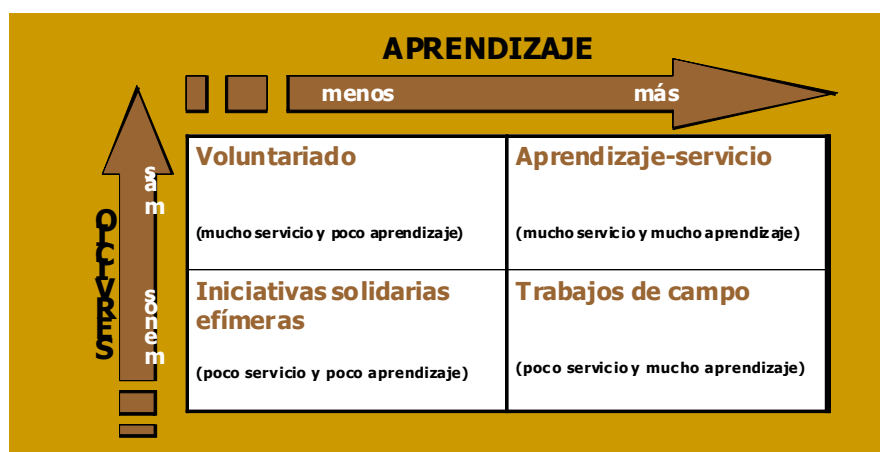 APRENDIZAJE
menos más
SERVICIO
más
menos
Voluntariado
(mucho servicio y poco aprendizaje)
Aprendizaje-servicio
(mucho servicio y mucho aprendizaje)
Iniciativas solidarias
efímeras
(poco servicio y poco aprendizaje)
Trabajos de campo
(poco servicio y mucho aprendizaje)